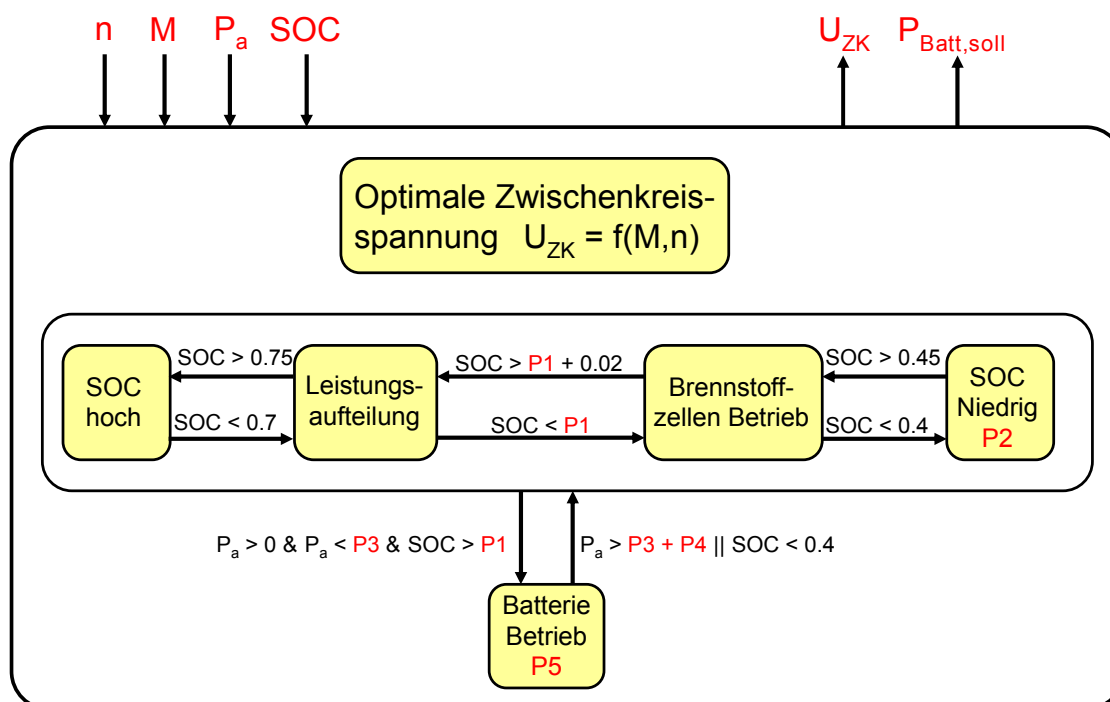 n M Pa SOC UZK PBatt,soll
Optimale Zwischenkreis-
spannung UZK = f(M,n)
SOC > 0.75
SOC > P1 + 0.02
SOC > 0.45
SOC
hoch
Leistungs-
aufteilung
Brennstoff-
zellen Betrieb
SOC
Niedrig
P2
SOC < 0.7
SOC < P1
SOC < 0.4
Pa > 0 & Pa < P3 & SOC > P1
Pa > P3 + P4 || SOC < 0.4
Batterie
Betrieb
P5